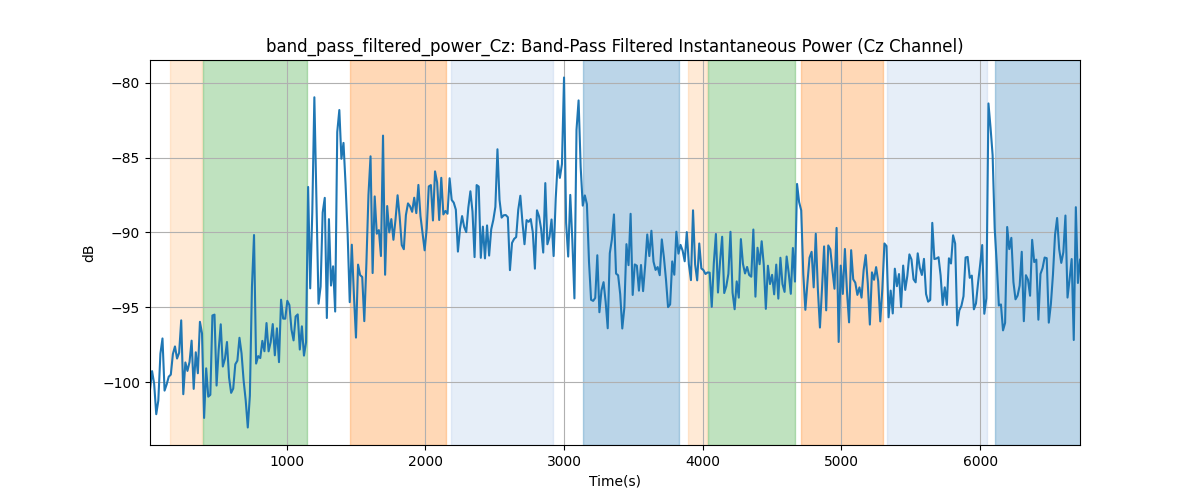 band_pass_filtered_power_Cz: Band-Pass Filtered Instantaneous Power (Cz Channel)
dB
−80
−85
−90
−95
−100
1000 2000 3000 4000 5000 6000
Time(s)